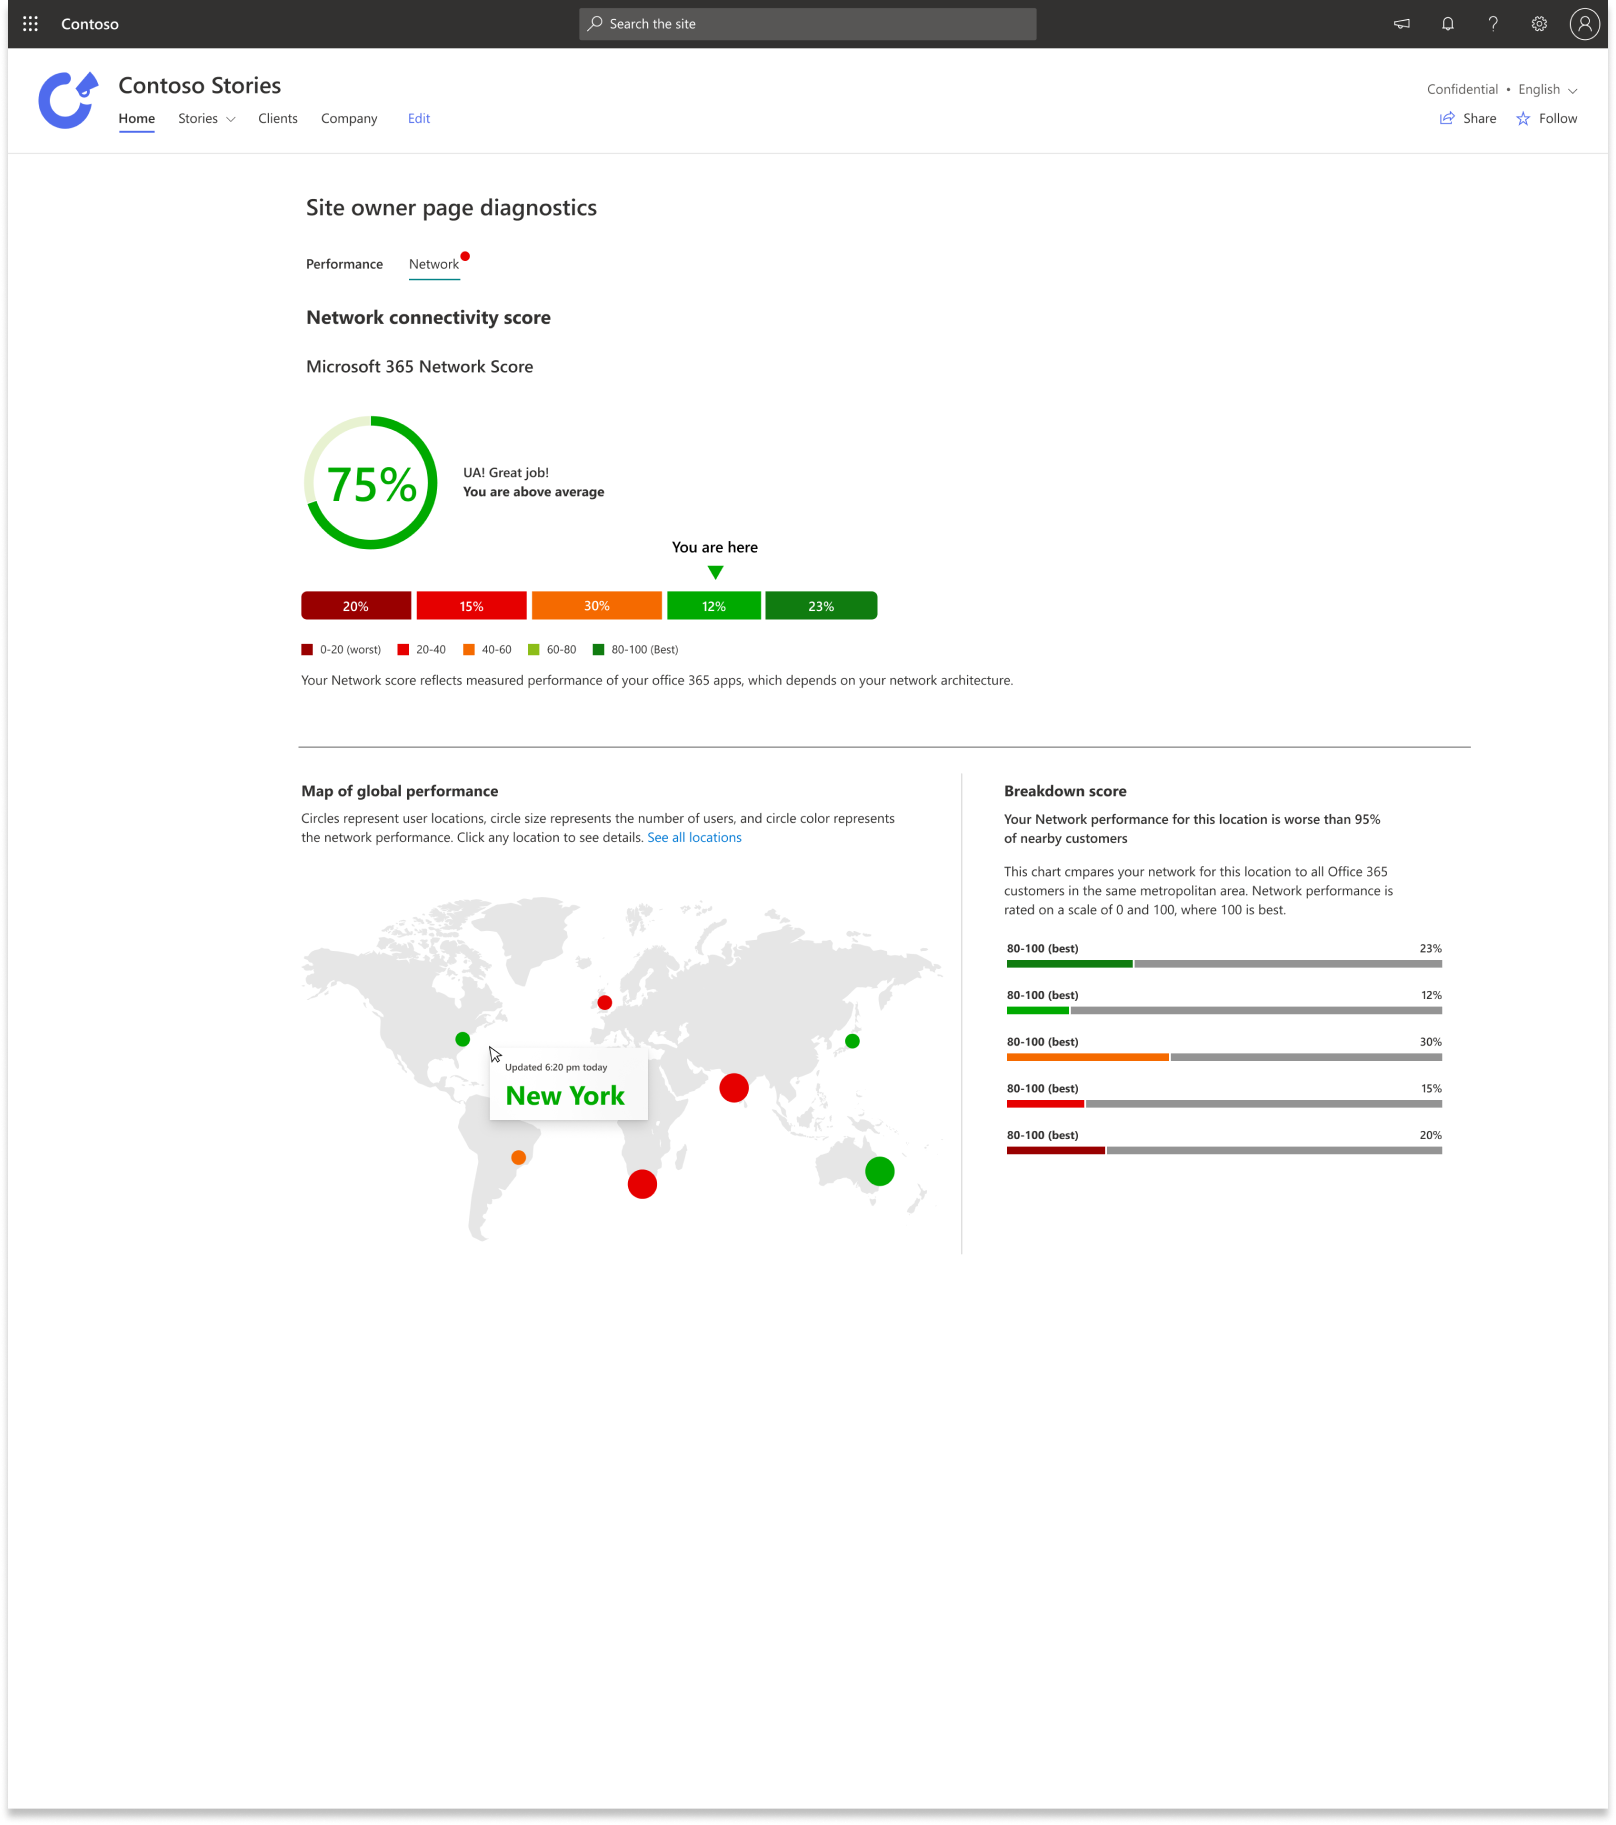 Contoso
Search the site
Contoso Stories
Confidential • English
Home Stories Clients Company Edit
Share Follow
Site owner page diagnostics
Performance Network
Network connectivity score
Microsoft 365 Network Score
75%
UA! Great job!
You are above average
You are here
20% 15% 30% 12% 23%
0-20 (worst) 20-40 40-60 60-80 80-100 (Best)
Your Network score reflects measured performance of your office 365 apps, which depends on your network architecture.
Map of global performance
Circles represent user locations, circle size represents the number of users, and circle color represents
the network performance. Click any location to see details. See all locations
Updated 6:20 pm today
New York
Breakdown score
Your Network performance for this location is worse than 95%
of nearby customers
This chart cmpares your network for this location to all Office 365
customers in the same metropolitan area. Network performance is
rated on a scale of 0 and 100, where 100 is best.
80-100 (best) 23%
80-100 (best) 12%
80-100 (best) 30%
80-100 (best) 15%
80-100 (best) 20%